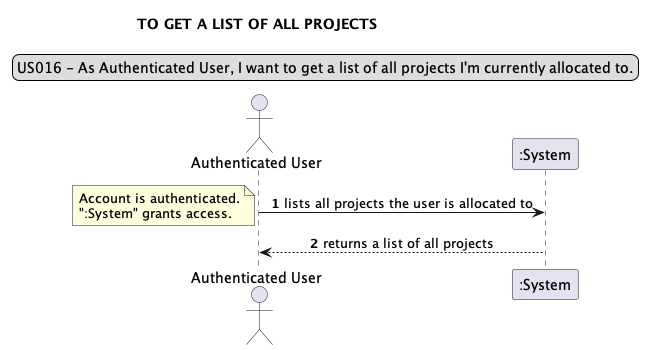 TO GET A LIST OF ALL PROJECTS
US016 - As Authenticated User, I want to get a list of all projects I'm currently allocated to.
Authenticated User
:System
Account is authenticated.
":System" grants access.
1 lists all projects the user is allocated to
2 returns a list of all projects
Authenticated User
:System